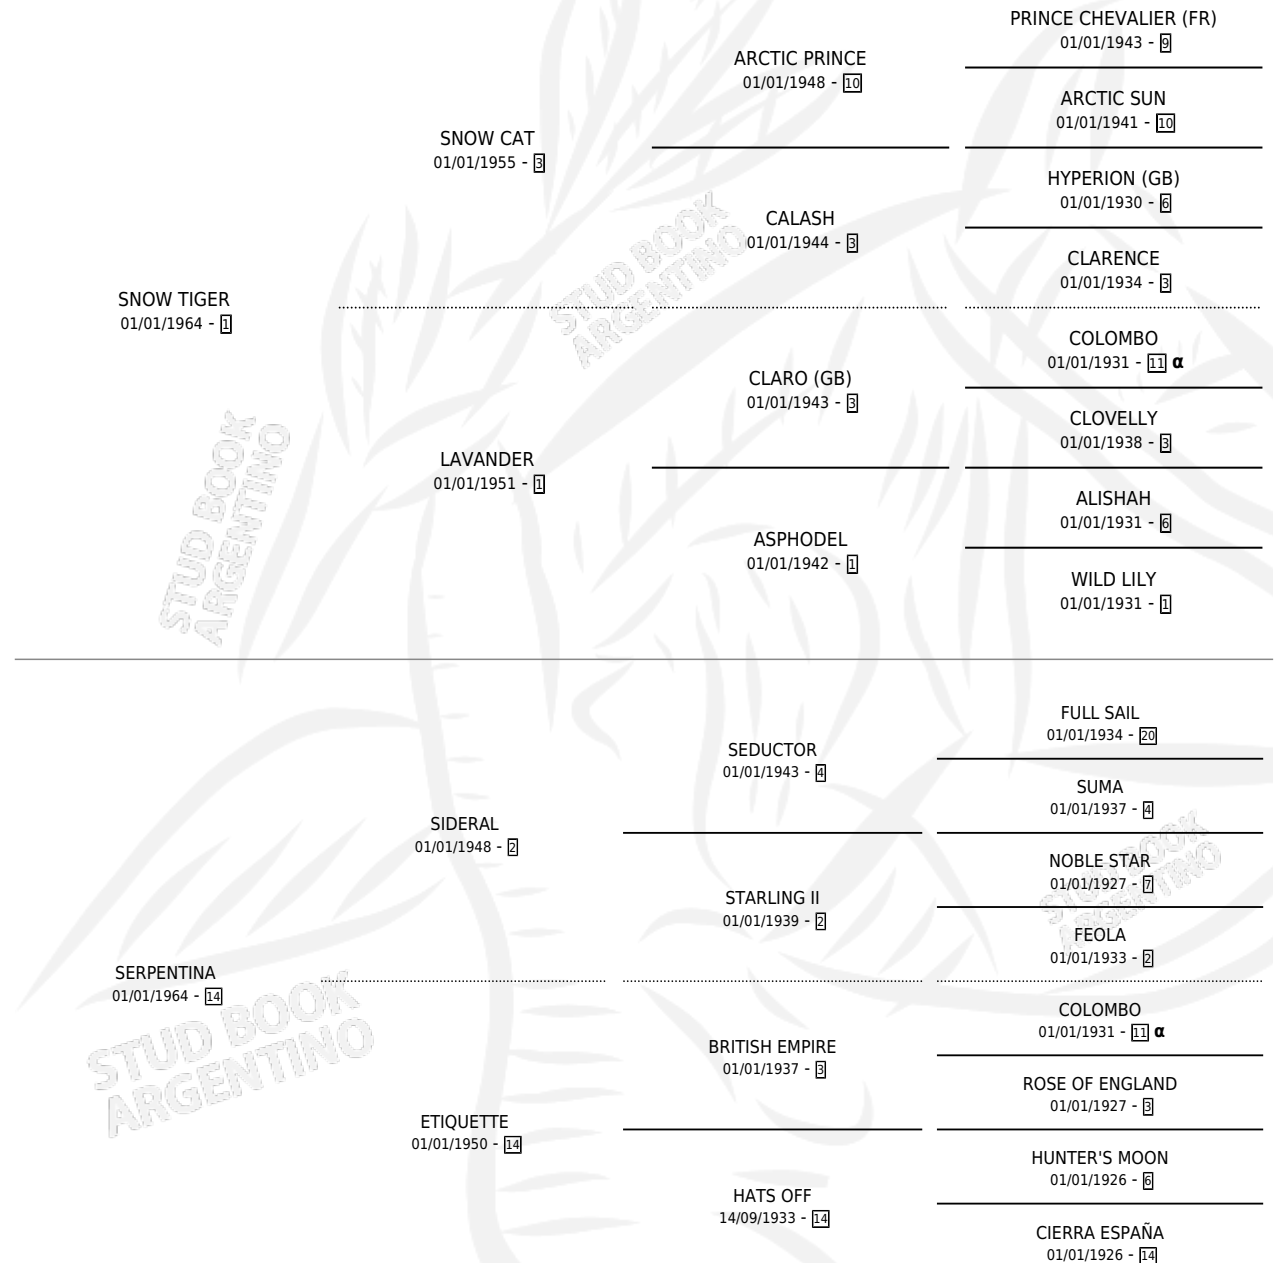 PRINCE CHEVALIER (FR)
01/01/1943 - 9
ARCTIC PRINCE
01/01/1948 - 10
ARCTIC SUN
01/01/1941 - 10
SNOW CAT
01/01/1955 - 3
HYPERION (GB)
01/01/1930 - 6
CALASH
01/01/1944 - 3
CLARENCE
01/01/1934 - 3
SNOW TIGER
01/01/1964 - 1
COLOMBO
01/01/1931 - 11 α
CLARO (GB)
01/01/1943 - 3
CLOVELLY
01/01/1938 - 3
LAVANDER
01/01/1951 - 1
ALISHAH
01/01/1931 - 6
ASPHODEL
01/01/1942 - 1
WILD LILY
01/01/1931 - 1
FULL SAIL
01/01/1934 - 20
SEDUCTOR
01/01/1943 - 4
SUMA
01/01/1937 - 4
SIDERAL
01/01/1948 - 2
NOBLE STAR
01/01/1927 - 7
STARLING II
01/01/1939 - 2
FEOLA
01/01/1933 - 2
SERPENTINA
01/01/1964 - 14
COLOMBO
01/01/1931 - 11 α
BRITISH EMPIRE
01/01/1937 - 3
ROSE OF ENGLAND
01/01/1927 - 3
ETIQUETTE
01/01/1950 - 14
HUNTER'S MOON
01/01/1926 - 6
HATS OFF
14/09/1933 - 14
CIERRA ESPAÑA
01/01/1926 - 14
STUD BOOK
ARGENTINO
STUD BOOK
ARGENTINO
STUD BOOK
ARGENTINO
STUD BOOK
ARGENTINO